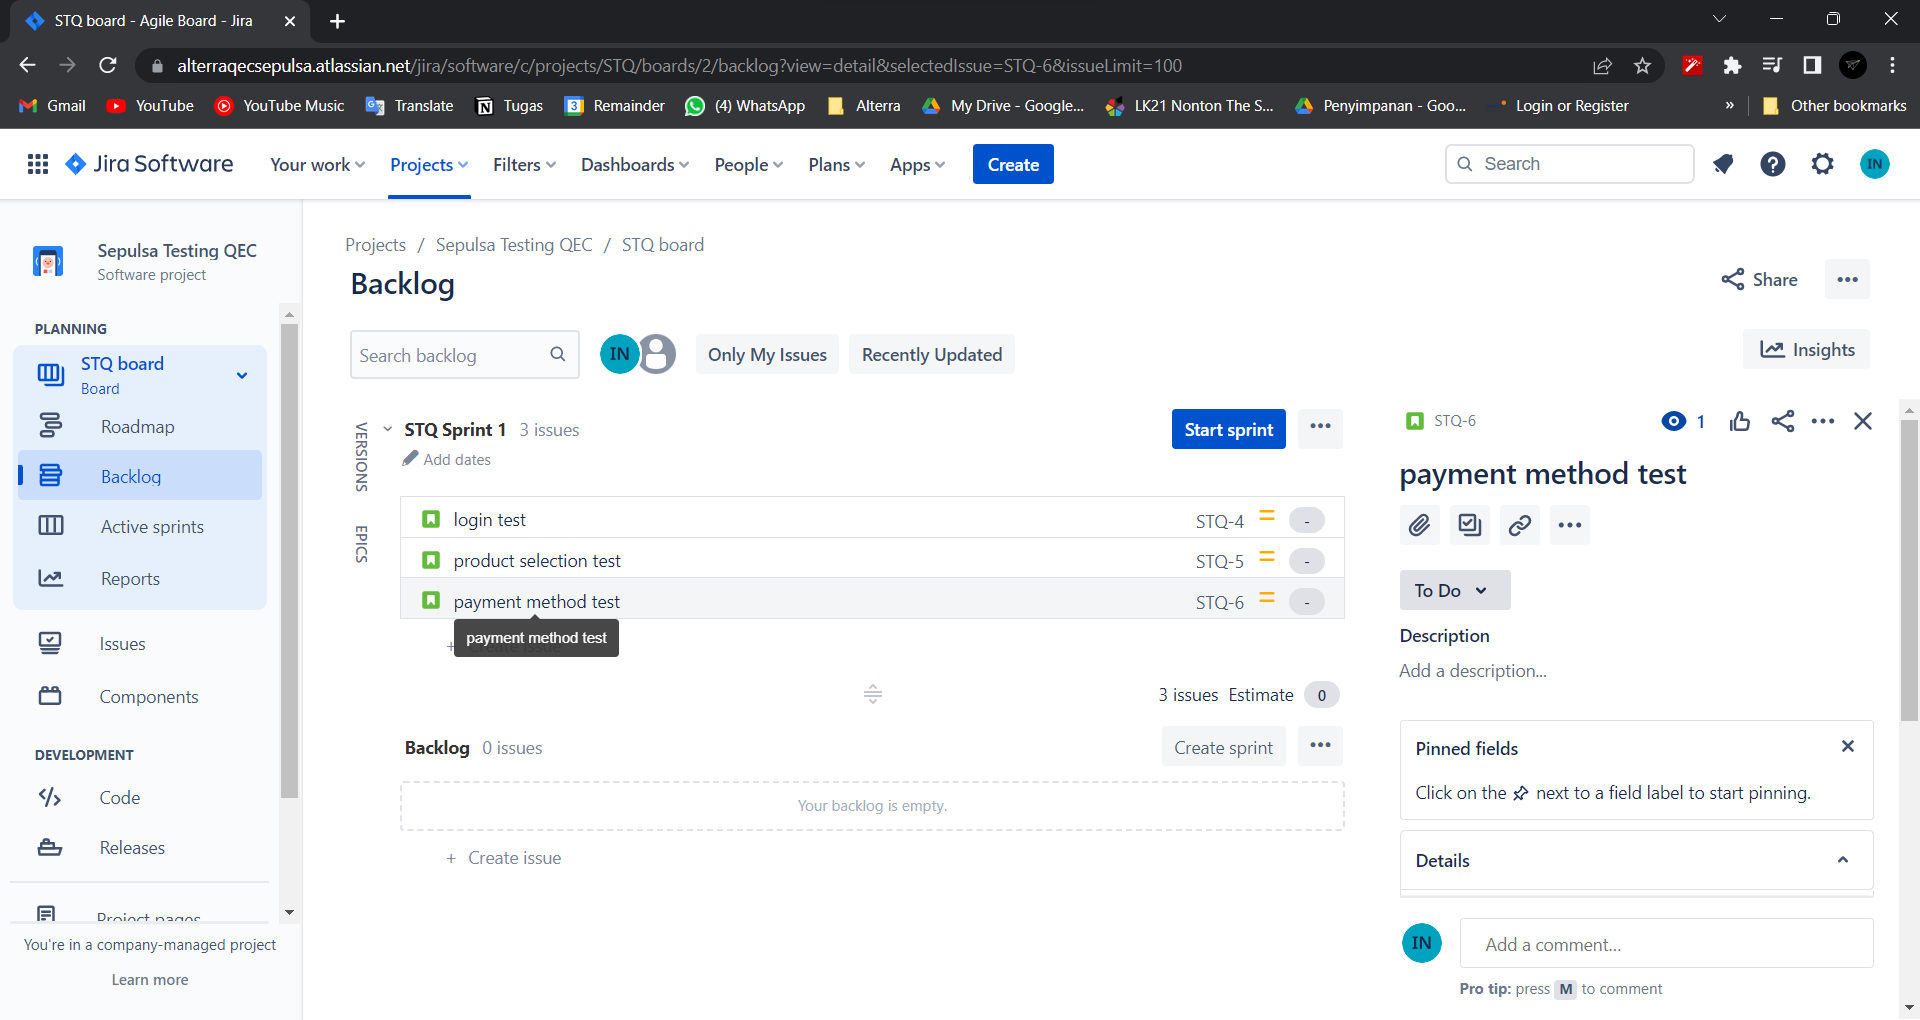 STQ board - Agile Board - Jira
alterraqecsepulsa.atlassian.net/jira/software/c/projects/STQ/boards/2/backlog?view=detail&selectedIssue=STQ-6&issueLimit=100
Gmail YouTube YouTube Music Translate Tugas 3 Remainder (4) WhatsApp Alterra My Drive - Google... LK21 Nonton The S... Penyimpanan - Goo... Login or Register » Other bookmarks
Jira Software Your work Projects Filters Dashboards People Plans Apps Create Search IN
Sepulsa Testing QEC
Software project
PLANNING
STQ board
Board
Roadmap
Backlog
Active sprints
Reports
Issues
Components
DEVELOPMENT
Code
Releases
Project pages
You're in a company-managed project
Learn more
Projects / Sepulsa Testing QEC / STQ board
Backlog
Share
Search backlog IN Only My Issues Recently Updated Insights
VERSIONS
EPICS
STQ Sprint 1 3 issues Start sprint
Add dates
login test STQ-4 -
product selection test STQ-5 -
payment method test STQ-6 -
payment method test
+ Create issue
3 issues Estimate 0
Backlog 0 issues Create sprint
Your backlog is empty.
+ Create issue
STQ-6 1
payment method test
To Do
Description
Add a description...
Pinned fields
Click on the next to a field label to start pinning.
Details
IN Add a comment...
Pro tip: press M to comment